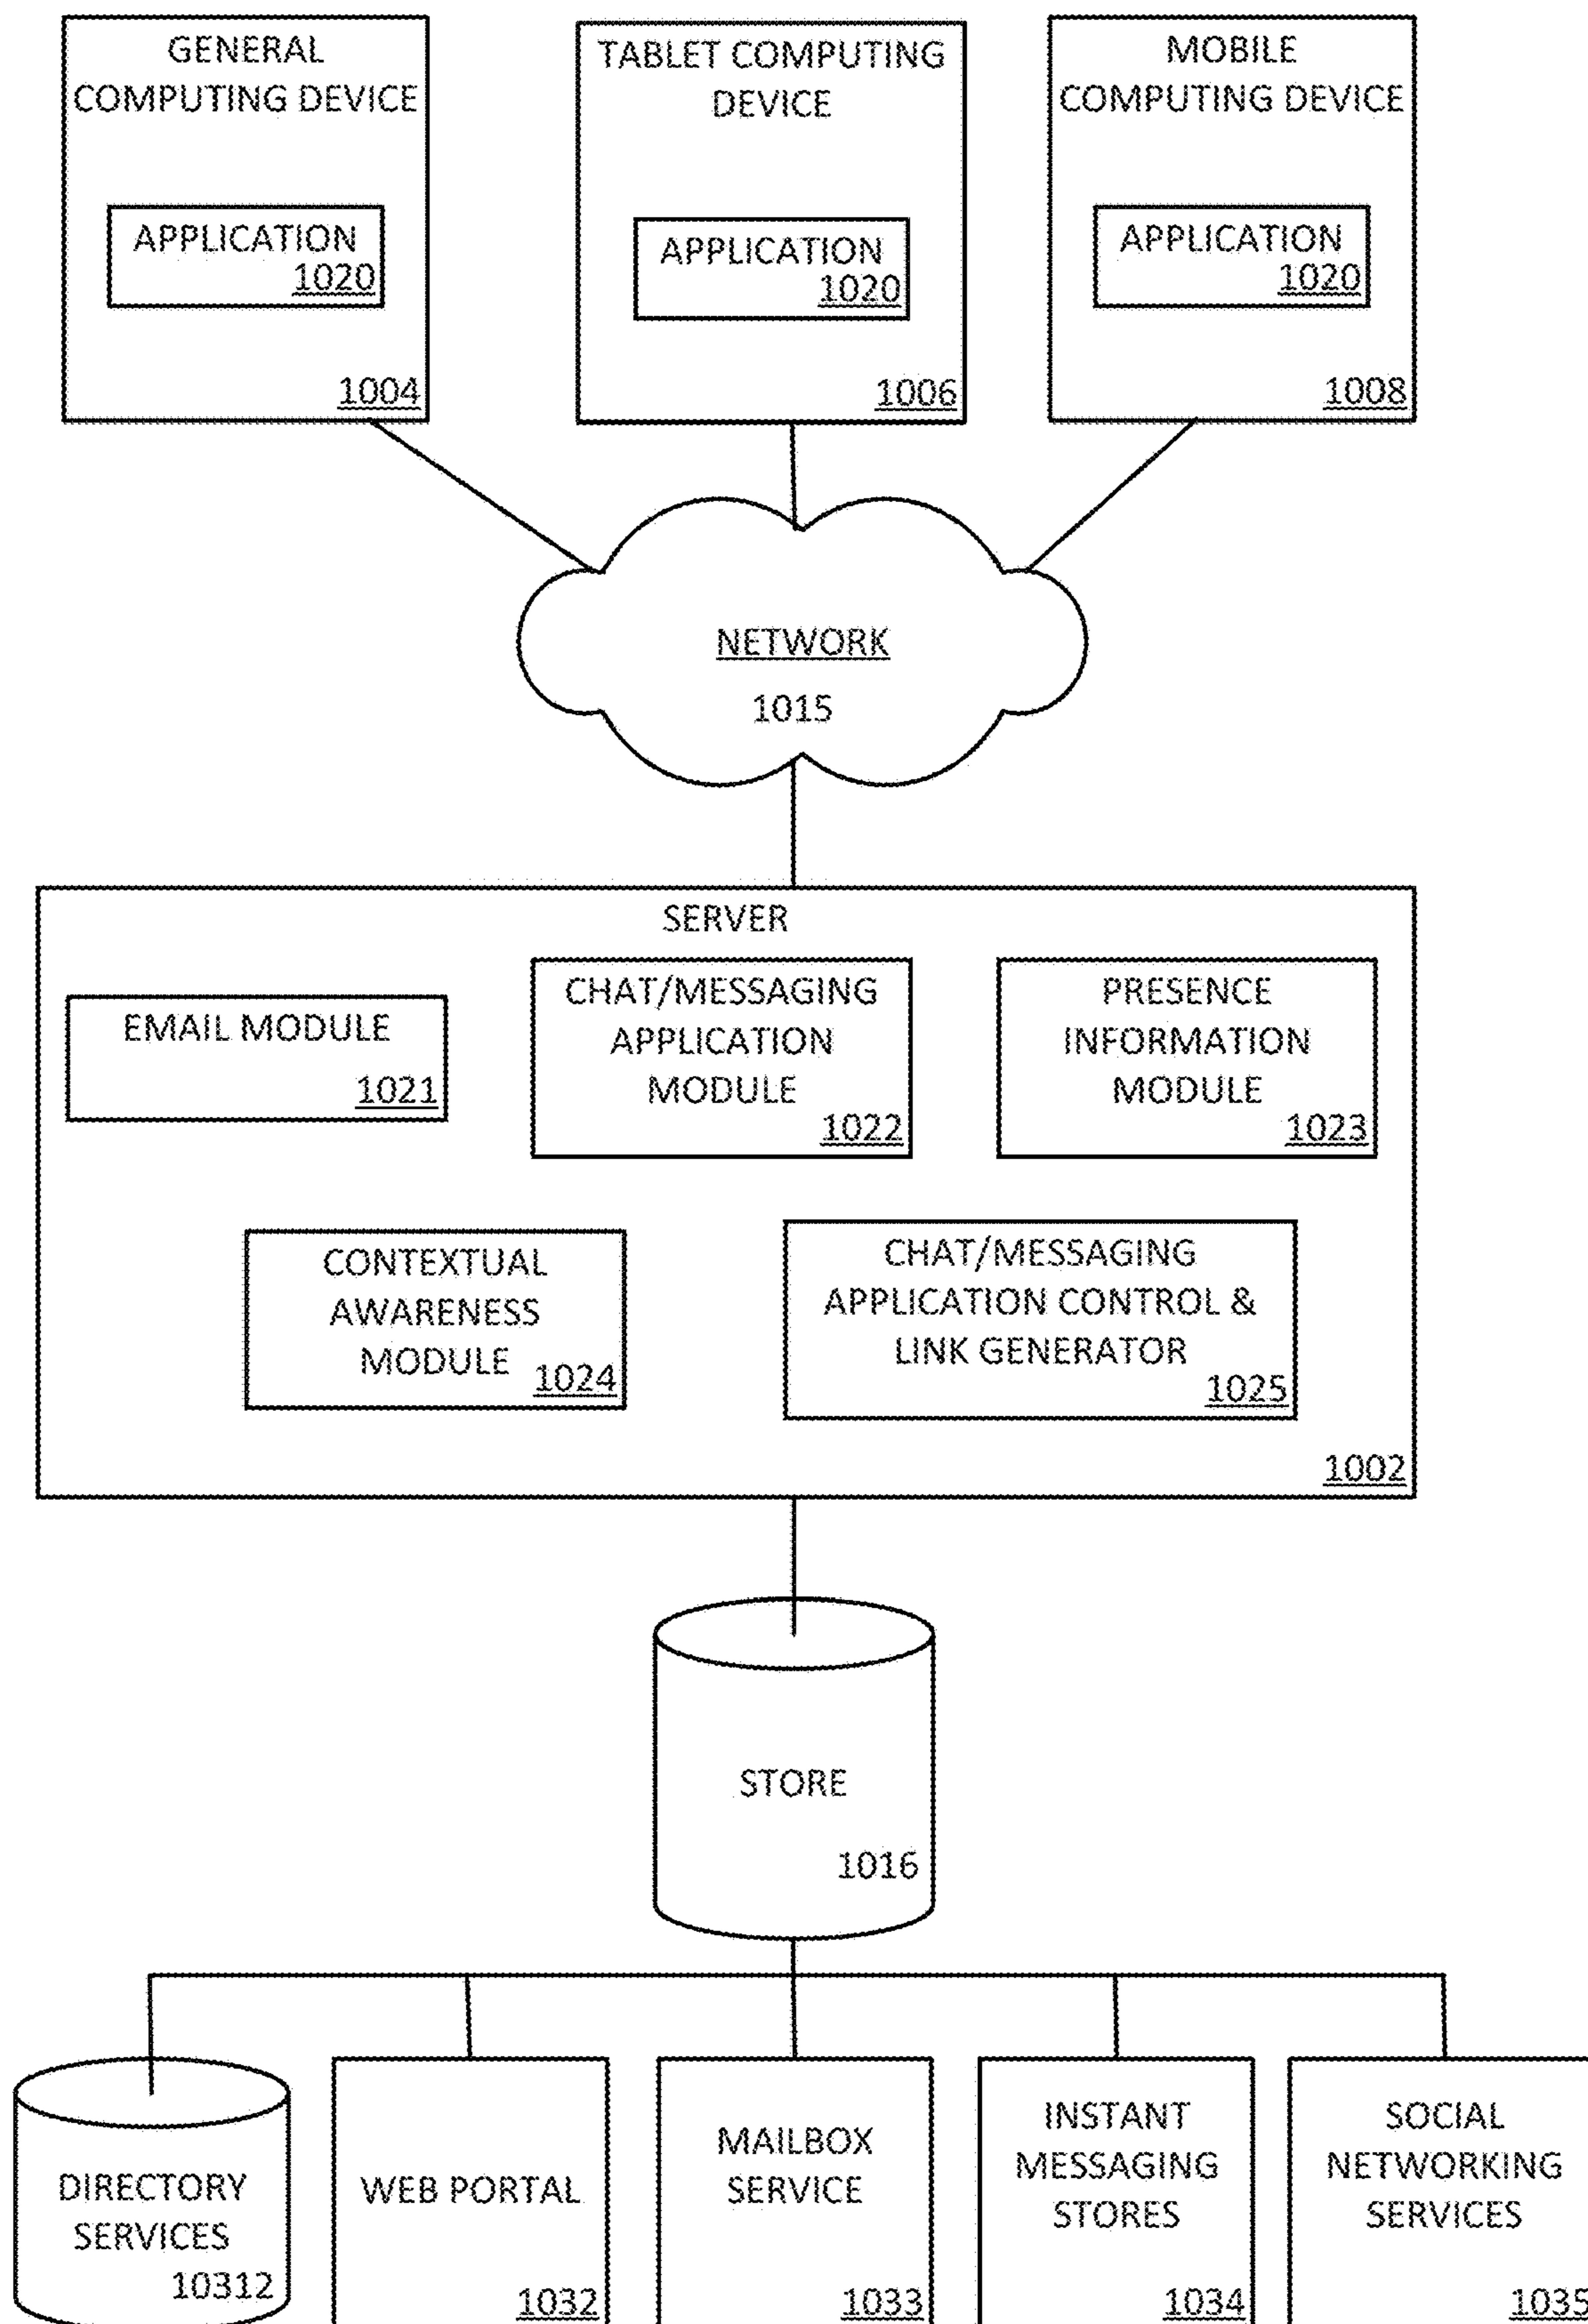 GENERAL
COMPUTING DEVICE
APPLICATION
1020
1004
TABLET COMPUTING
DEVICE
APPLICATION
1020
1006
MOBILE
COMPUTING DEVICE
APPLICATION
1020
1008
NETWORK
1015
SERVER
EMAIL MODULE
1021
CHAT/MESSAGING
APPLICATION
MODULE
1022
PRESENCE
INFORMATION
MODULE
1023
CONTEXTUAL
AWARENESS
MODULE
1024
CHAT/MESSAGING
APPLICATION CONTROL &
LINK GENERATOR
1025
1002
STORE
1016
DIRECTORY
SERVICES
10312
WEB PORTAL
1032
MAILBOX
SERVICE
1033
INSTANT
MESSAGING
STORES
1034
SOCIAL
NETWORKING
SERVICES
1035